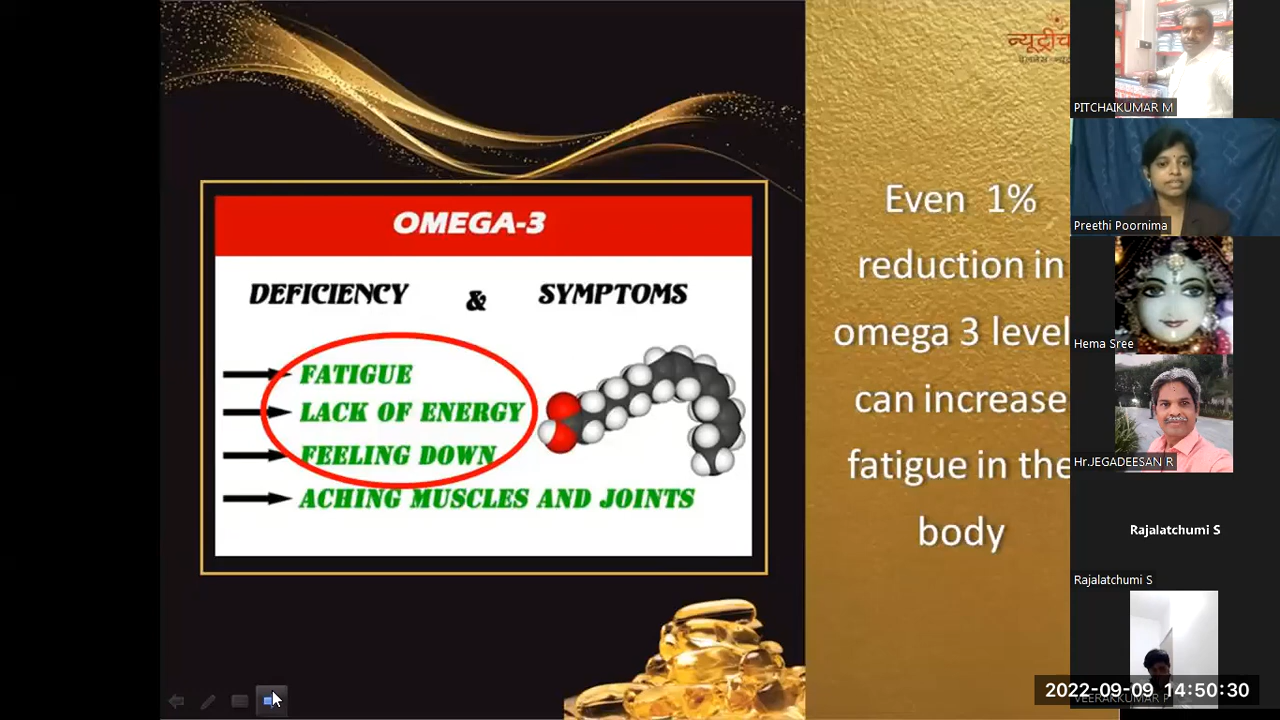 OMEGA-3
DEFICIENCY & SYMPTOMS
FATIGUE
LACK OF ENERGY
FEELING DOWN
ACHING MUSCLES AND JOINTS
Even 1%
reduction in
omega 3 level
can increase
fatigue in the
body
PITCHAIKUMAR M
Preethi Poornima
Hema Sree
Hr.JEGADEESAN R
Rajalatchumi S
Rajalatchumi S
2022-09-09 14:50:30